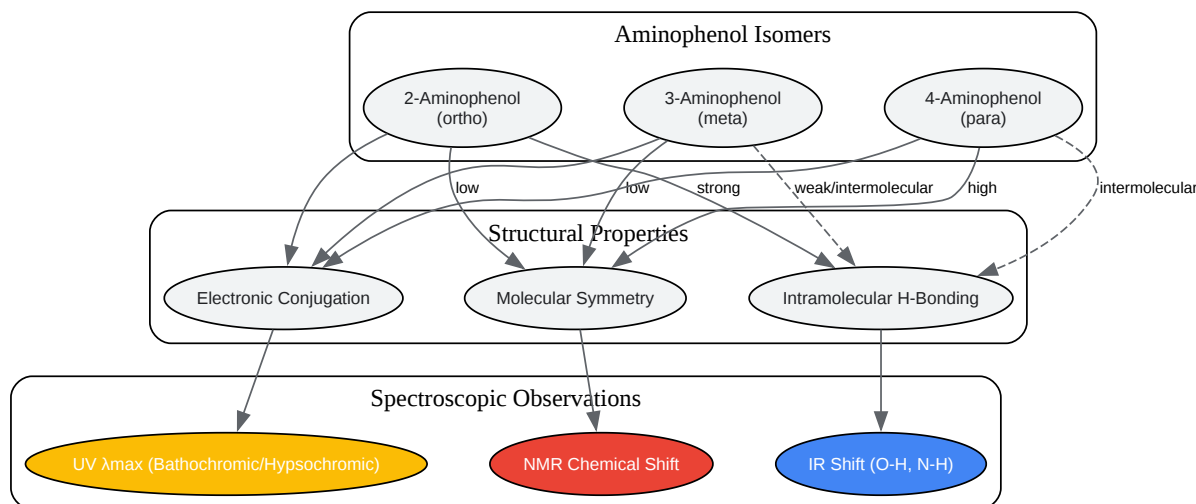 Aminophenol Isomers
2-Aminophenol
(ortho)
3-Aminophenol
(meta)
4-Aminophenol
(para)
low
low
strong
weak/intermolecular
high
intermolecular
Structural Properties
Electronic Conjugation
Molecular Symmetry
Intramolecular H-Bonding
Spectroscopic Observations
UV λmax (Bathochromic/Hypsochromic)
NMR Chemical Shift
IR Shift (O-H, N-H)